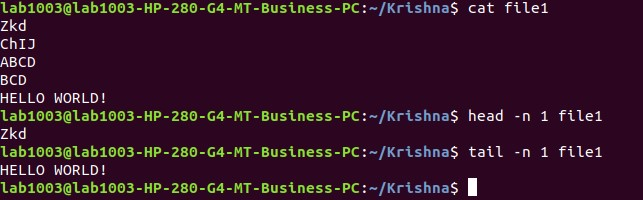 lab1003@lab1003-HP-280-G4-MT-Business-PC:~/Krishna$ cat file1
Zkd
ChIJ
ABCD
BCD
HELLO WORLD!
lab1003@lab1003-HP-280-G4-MT-Business-PC:~/Krishna$ head -n 1 file1
Zkd
lab1003@lab1003-HP-280-G4-MT-Business-PC:~/Krishna$ tail -n 1 file1
HELLO WORLD!
lab1003@lab1003-HP-280-G4-MT-Business-PC:~/Krishna$